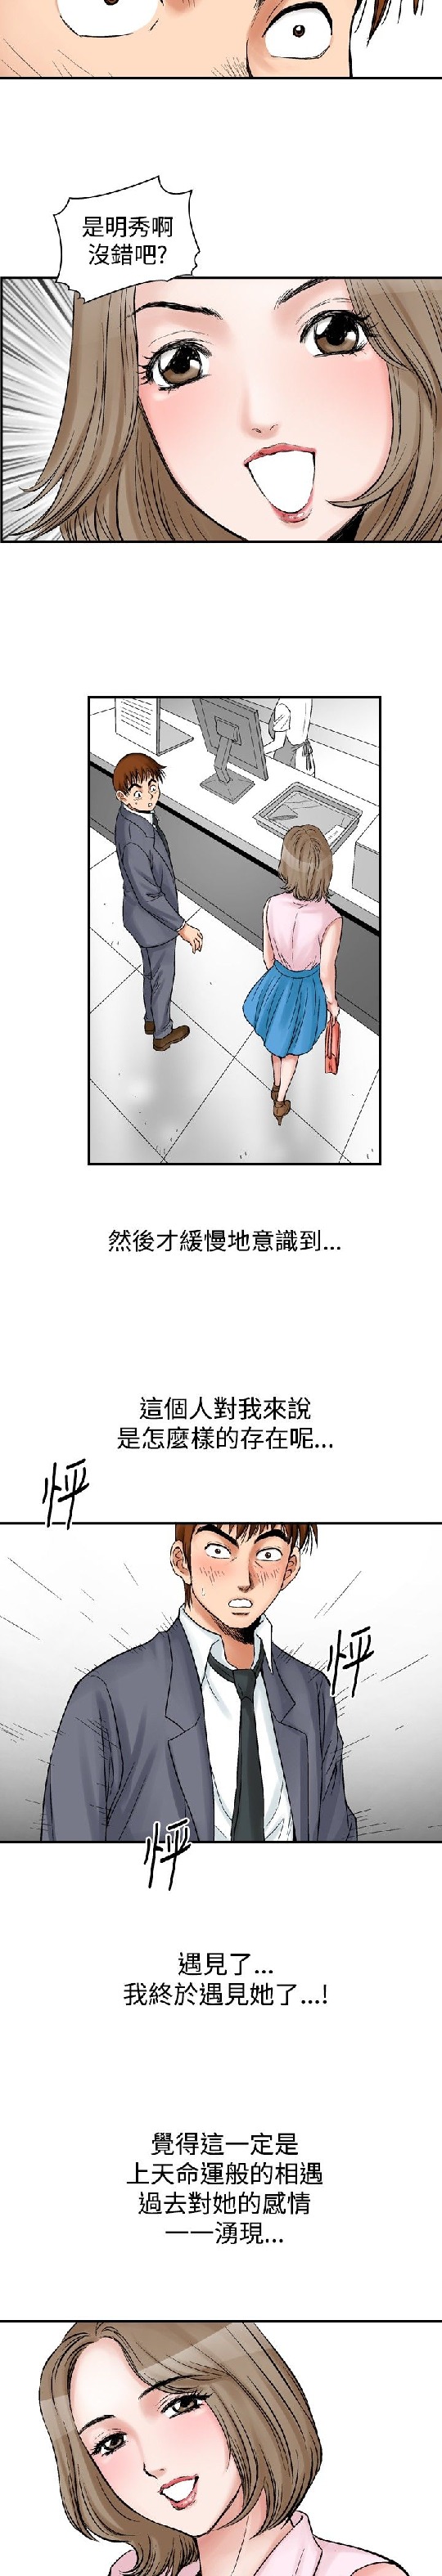 是明秀啊
沒錯吧?
然後才緩慢地意識到...
這個人對我來說
是怎麼樣的存在呢...
怦
怦
怦
遇見了...
我終於遇見她了...!
覺得這一定是
上天命運般的相遇
過去對她的感情
一一湧現...